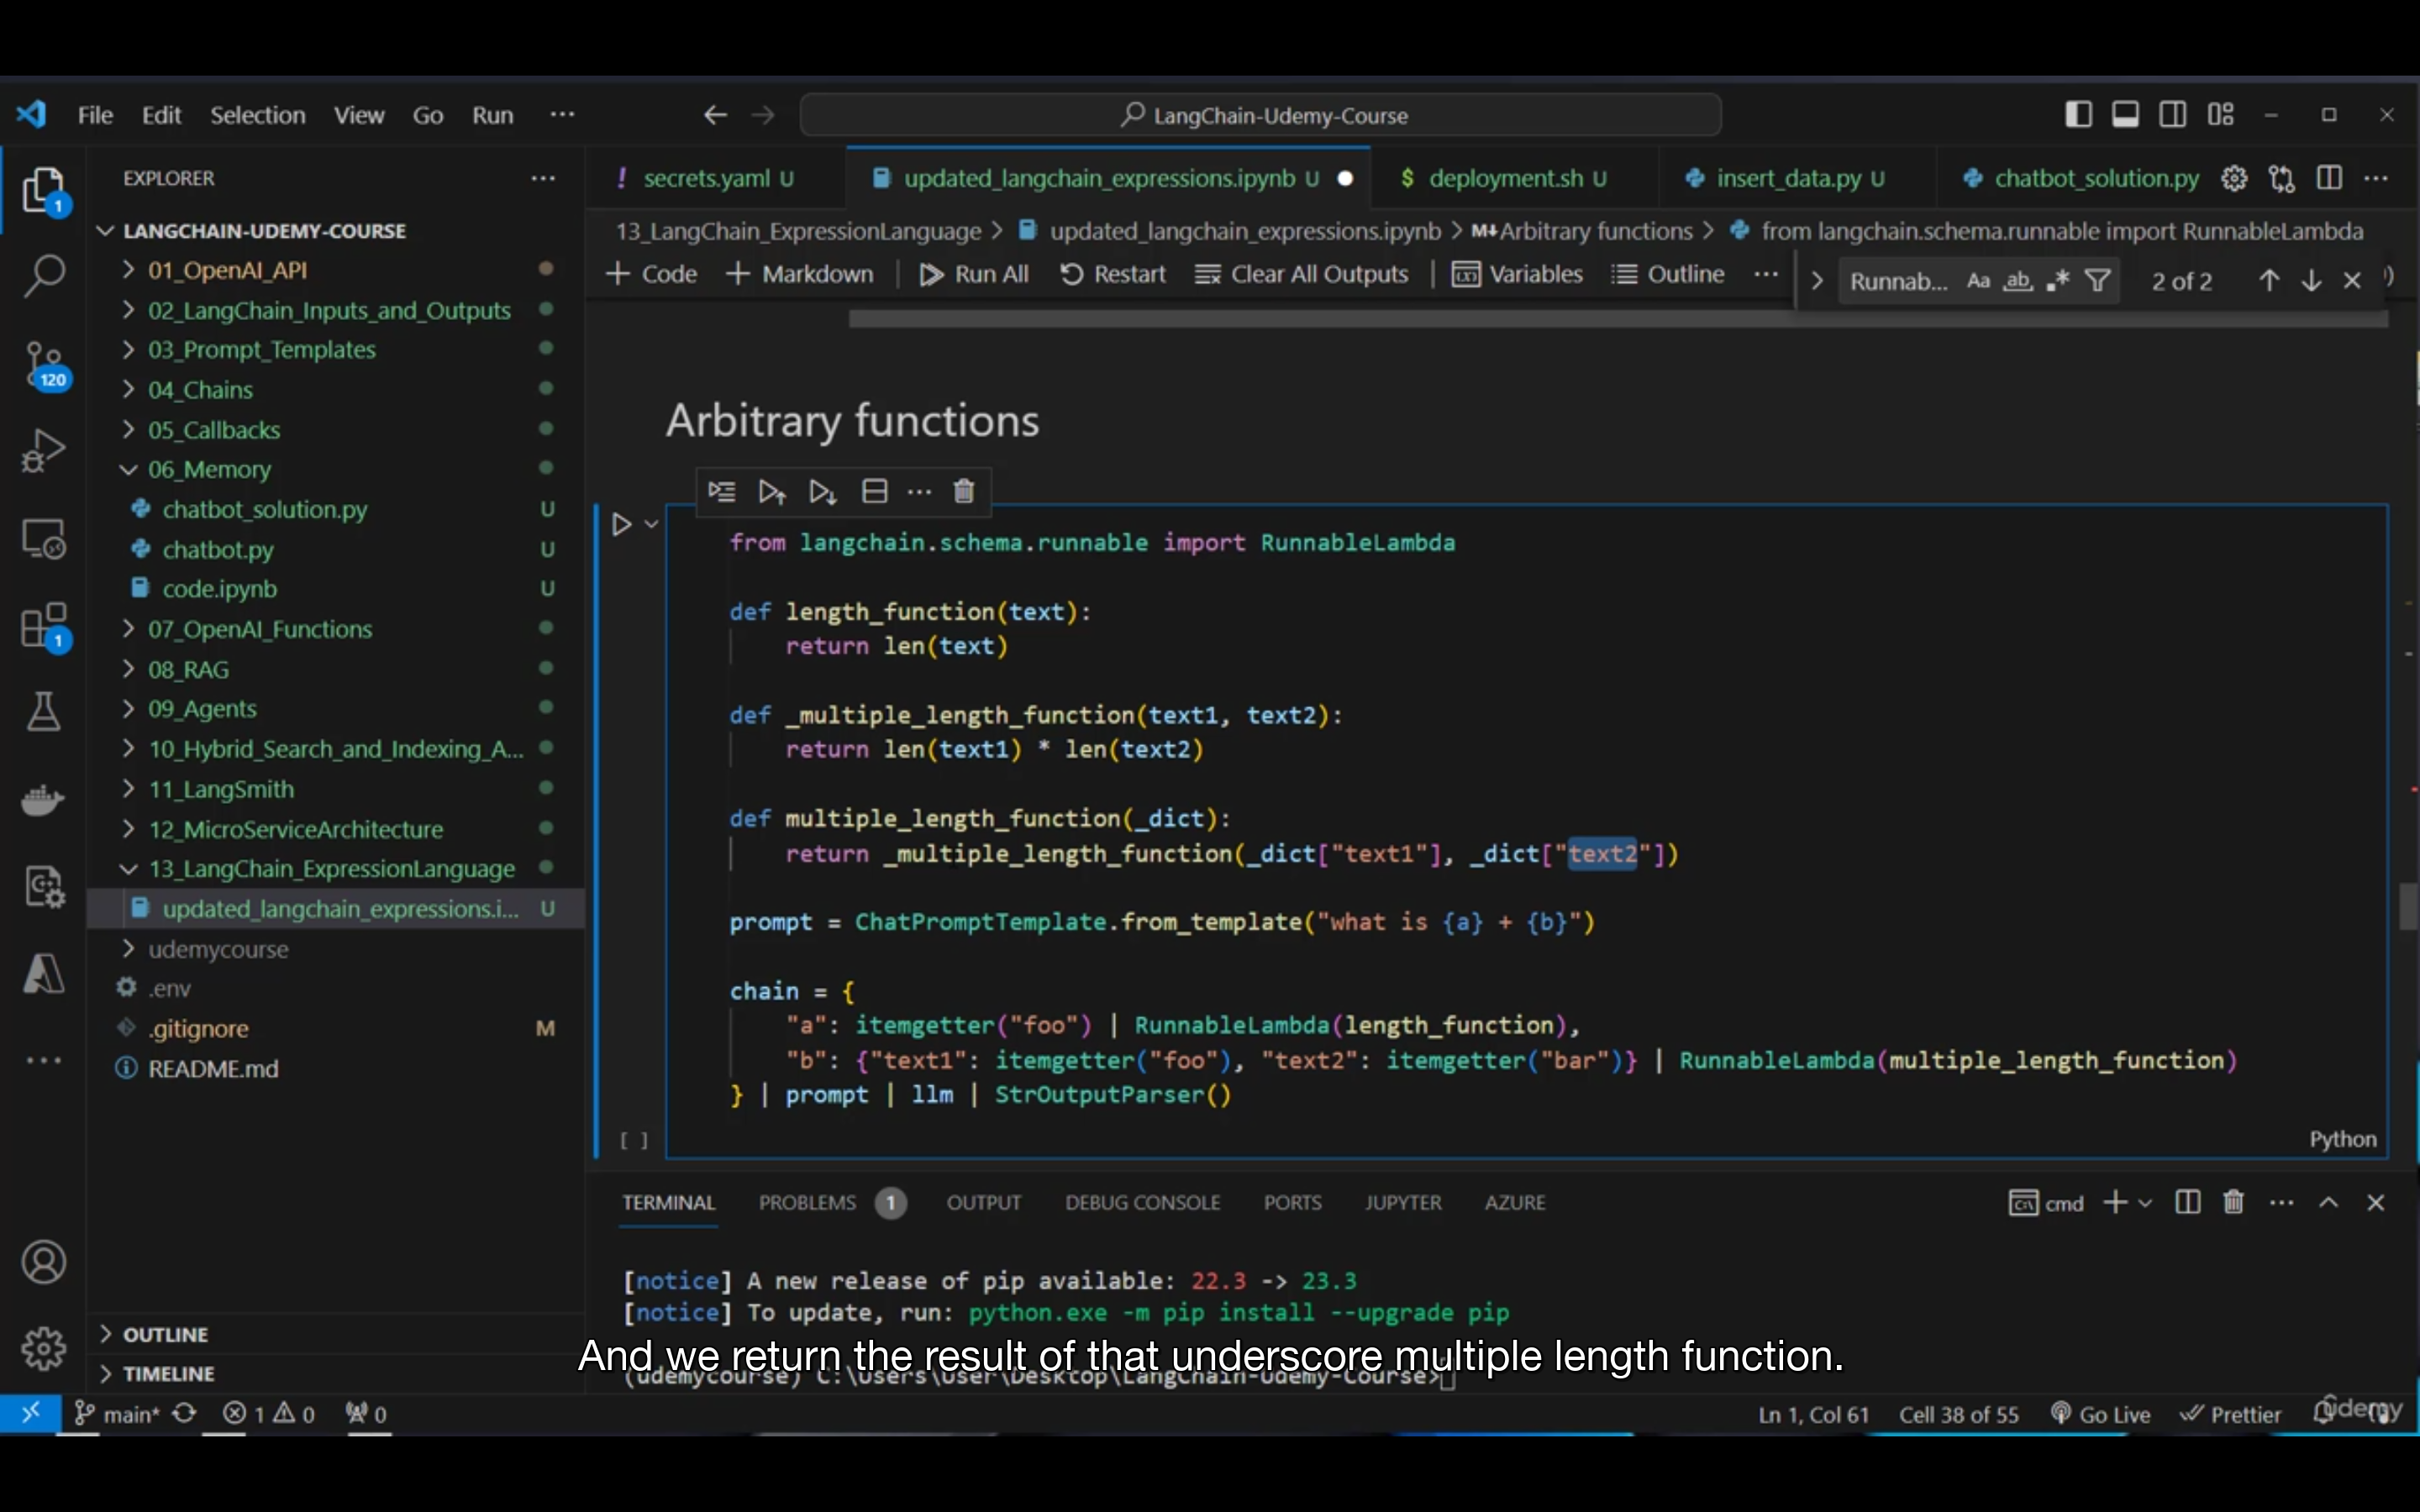 File Edit Selection View Go Run ... LangChain-Udemy-Course
EXPLORER
LANGCHAIN-UDEMY-COURSE
01_OpenAI_API
02_LangChain_Inputs_and_Outputs
03_Prompt_Templates
04_Chains
05_Callbacks
06_Memory
chatbot_solution.py U
chatbot.py U
code.ipynb U
07_OpenAI_Functions
08_RAG
09_Agents
10_Hybrid_Search_and_Indexing_A...
11_LangSmith
12_MicroServiceArchitecture
13_LangChain_ExpressionLanguage
updated_langchain_expressions.i... U
udemycourse
.env
.gitignore M
README.md
OUTLINE
TIMELINE
1
120
1
! secrets.yaml U updated_langchain_expressions.ipynb U $ deployment.sh U insert_data.py U chatbot_solution.py
13_LangChain_ExpressionLanguage > updated_langchain_expressions.ipynb > M↓Arbitrary functions > from langchain.schema.runnable import RunnableLambda
+ Code + Markdown Run All Restart Clear All Outputs Variables Outline ...
Runnab... Aa ab .* 2 of 2
Arbitrary functions
from langchain.schema.runnable import RunnableLambda
def length_function(text):
return len(text)
def _multiple_length_function(text1, text2):
return len(text1) * len(text2)
def multiple_length_function(_dict):
return _multiple_length_function(_dict["text1"], _dict["text2"])
prompt = ChatPromptTemplate.from_template("what is {a} + {b}")
chain = {
"a": itemgetter("foo") | RunnableLambda(length_function),
"b": {"text1": itemgetter("foo"), "text2": itemgetter("bar")} | RunnableLambda(multiple_length_function)
} | prompt | llm | StrOutputParser()
[ ] Python
TERMINAL PROBLEMS 1 OUTPUT DEBUG CONSOLE PORTS JUPYTER AZURE cmd
[notice] A new release of pip available: 22.3 -> 23.3
[notice] To update, run: python.exe -m pip install --upgrade pip
And we return the result of that underscore multiple length function.
(udemycourse) C:\Users\User\Desktop\LangChain-Udemy-Course>
main* 1 0 0 Ln 1, Col 61 Cell 38 of 55 Go Live Prettier
Udemy